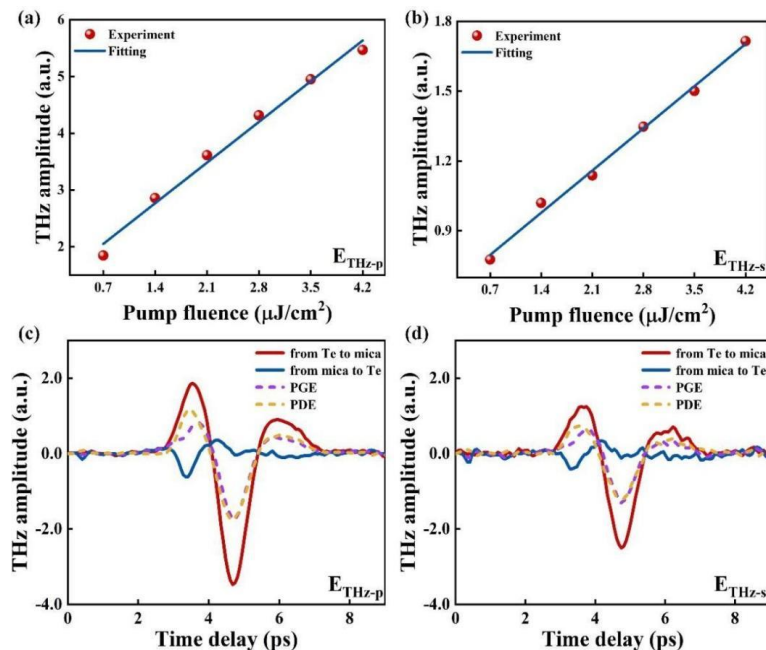 (a)
Experiment
Fitting
THz amplitude (a.u.)
6
5
4
3
2
0.7 1.4 2.1 2.8 3.5 4.2
Pump fluence (μJ/cm²)
E_THz-p
(b)
Experiment
Fitting
THz amplitude (a.u.)
1.8
1.5
1.2
0.9
0.7 1.4 2.1 2.8 3.5 4.2
Pump fluence (μJ/cm²)
E_THz-s
(c)
from Te to mica
from mica to Te
PGE
PDE
THz amplitude (a.u.)
2.0
0.0
-2.0
-4.0
0 2 4 6 8
Time delay (ps)
E_THz-p
(d)
from Te to mica
from mica to Te
PGE
PDE
THz amplitude (a.u.)
2.0
0.0
-2.0
-4.0
0 2 4 6 8
Time delay (ps)
E_THz-s